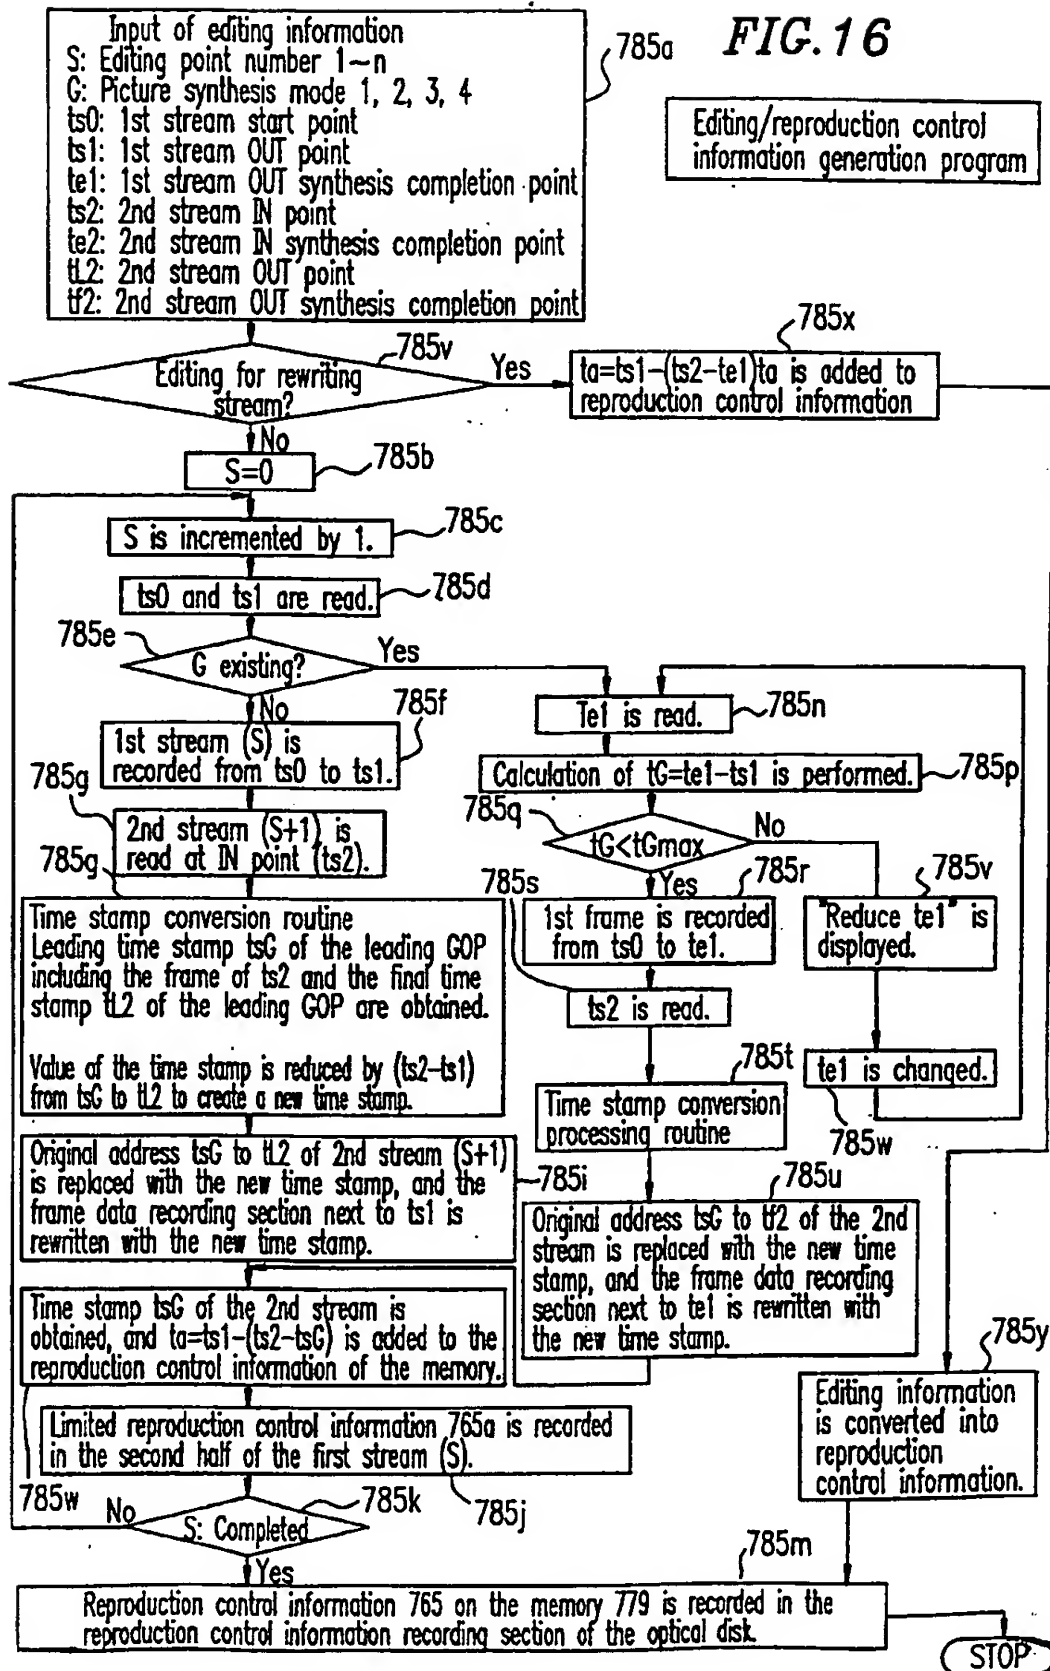 FIG.16
Input of editing information
S: Editing point number 1~n
G: Picture synthesis mode 1, 2, 3, 4
ts0: 1st stream start point
ts1: 1st stream OUT point
te1: 1st stream OUT synthesis completion point
ts2: 2nd stream IN point
te2: 2nd stream IN synthesis completion point
tL2: 2nd stream OUT point
tf2: 2nd stream OUT synthesis completion point
785a
Editing/reproduction control
information generation program
785v
Editing for rewriting
stream?
Yes
785x
ta=ts1-(ts2-te1)ta is added to
reproduction control information
No
S=0
785b
S is incremented by 1.
785c
ts0 and ts1 are read.
785d
785e
G existing?
Yes
No
785f
1st stream (S) is
recorded from ts0 to ts1.
785g
2nd stream (S+1) is
read at IN point (ts2).
785g
Time stamp conversion routine
Leading time stamp tsG of the leading GOP
including the frame of ts2 and the final time
stamp tL2 of the leading GOP are obtained.
Value of the time stamp is reduced by (ts2-ts1)
from tsG to tL2 to create a new time stamp.
Original address tsG to tL2 of 2nd stream (S+1)
is replaced with the new time stamp, and the
frame data recording section next to ts1 is
rewritten with the new time stamp.
785i
Time stamp tsG of the 2nd stream is
obtained, and ta=ts1-(ts2-tsG) is added to the
reproduction control information of the memory.
785w
Limited reproduction control information 765a is recorded
in the second half of the first stream (S).
785j
785k
S: Completed
No
Yes
Te1 is read.
785n
Calculation of tG=te1-ts1 is performed.
785p
785q
tG<tGmax
No
Yes
785r
1st frame is recorded
from ts0 to te1.
785s
ts2 is read.
785t
Time stamp conversion
processing routine
785u
Original address tsG to tf2 of the 2nd
stream is replaced with the new time
stamp, and the frame data recording
section next to te1 is rewritten with
the new time stamp.
785v
"Reduce te1" is
displayed.
te1 is changed.
785w
785y
Editing information
is converted into
reproduction
control information.
785m
Reproduction control information 765 on the memory 779 is recorded in the
reproduction control information recording section of the optical disk.
STOP